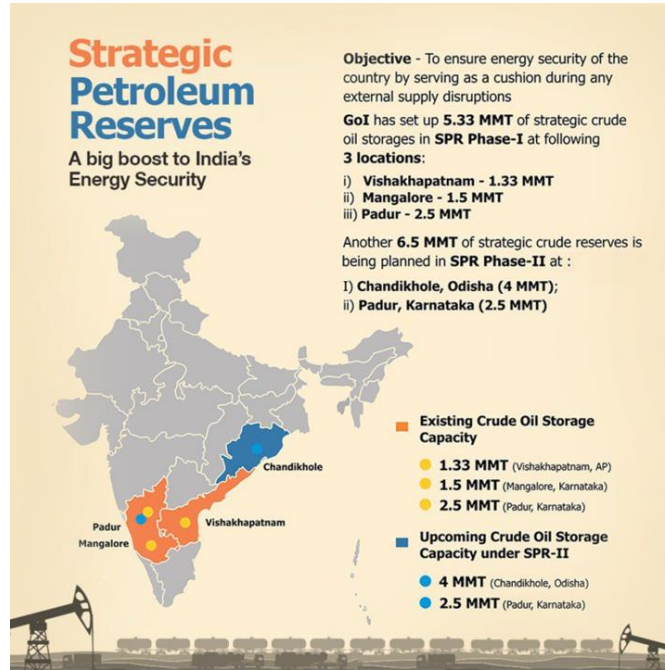 Strategic
Petroleum
Reserves
A big boost to India's
Energy Security
Objective - To ensure energy security of the
country by serving as a cushion during any
external supply disruptions
GoI has set up 5.33 MMT of strategic crude
oil storages in SPR Phase-I at following
3 locations:
i) Vishakhapatnam - 1.33 MMT
ii) Mangalore - 1.5 MMT
iii) Padur - 2.5 MMT
Another 6.5 MMT of strategic crude reserves is
being planned in SPR Phase-II at :
I) Chandikhole, Odisha (4 MMT);
ii) Padur, Karnataka (2.5 MMT)
Chandikhole
Padur
Vishakhapatnam
Mangalore
Existing Crude Oil Storage
Capacity
1.33 MMT (Vishakhapatnam, AP)
1.5 MMT (Mangalore, Karnataka)
2.5 MMT (Padur, Karnataka)
Upcoming Crude Oil Storage
Capacity under SPR-II
4 MMT (Chandikhole, Odisha)
2.5 MMT (Padur, Karnataka)